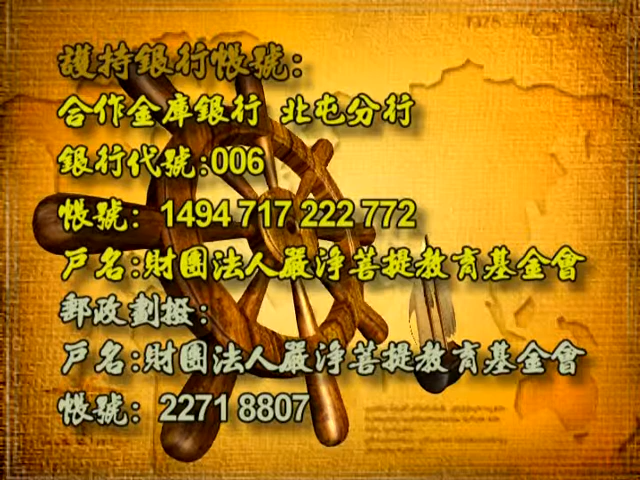 護持銀行帳號:
合作金庫銀行 北屯分行
銀行代號:006
帳號: 1494 717 222 772
戶名:財團法人嚴淨菩提教育基金會
郵政劃撥:
戶名:財團法人嚴淨菩提教育基金會
帳號: 2271 8807